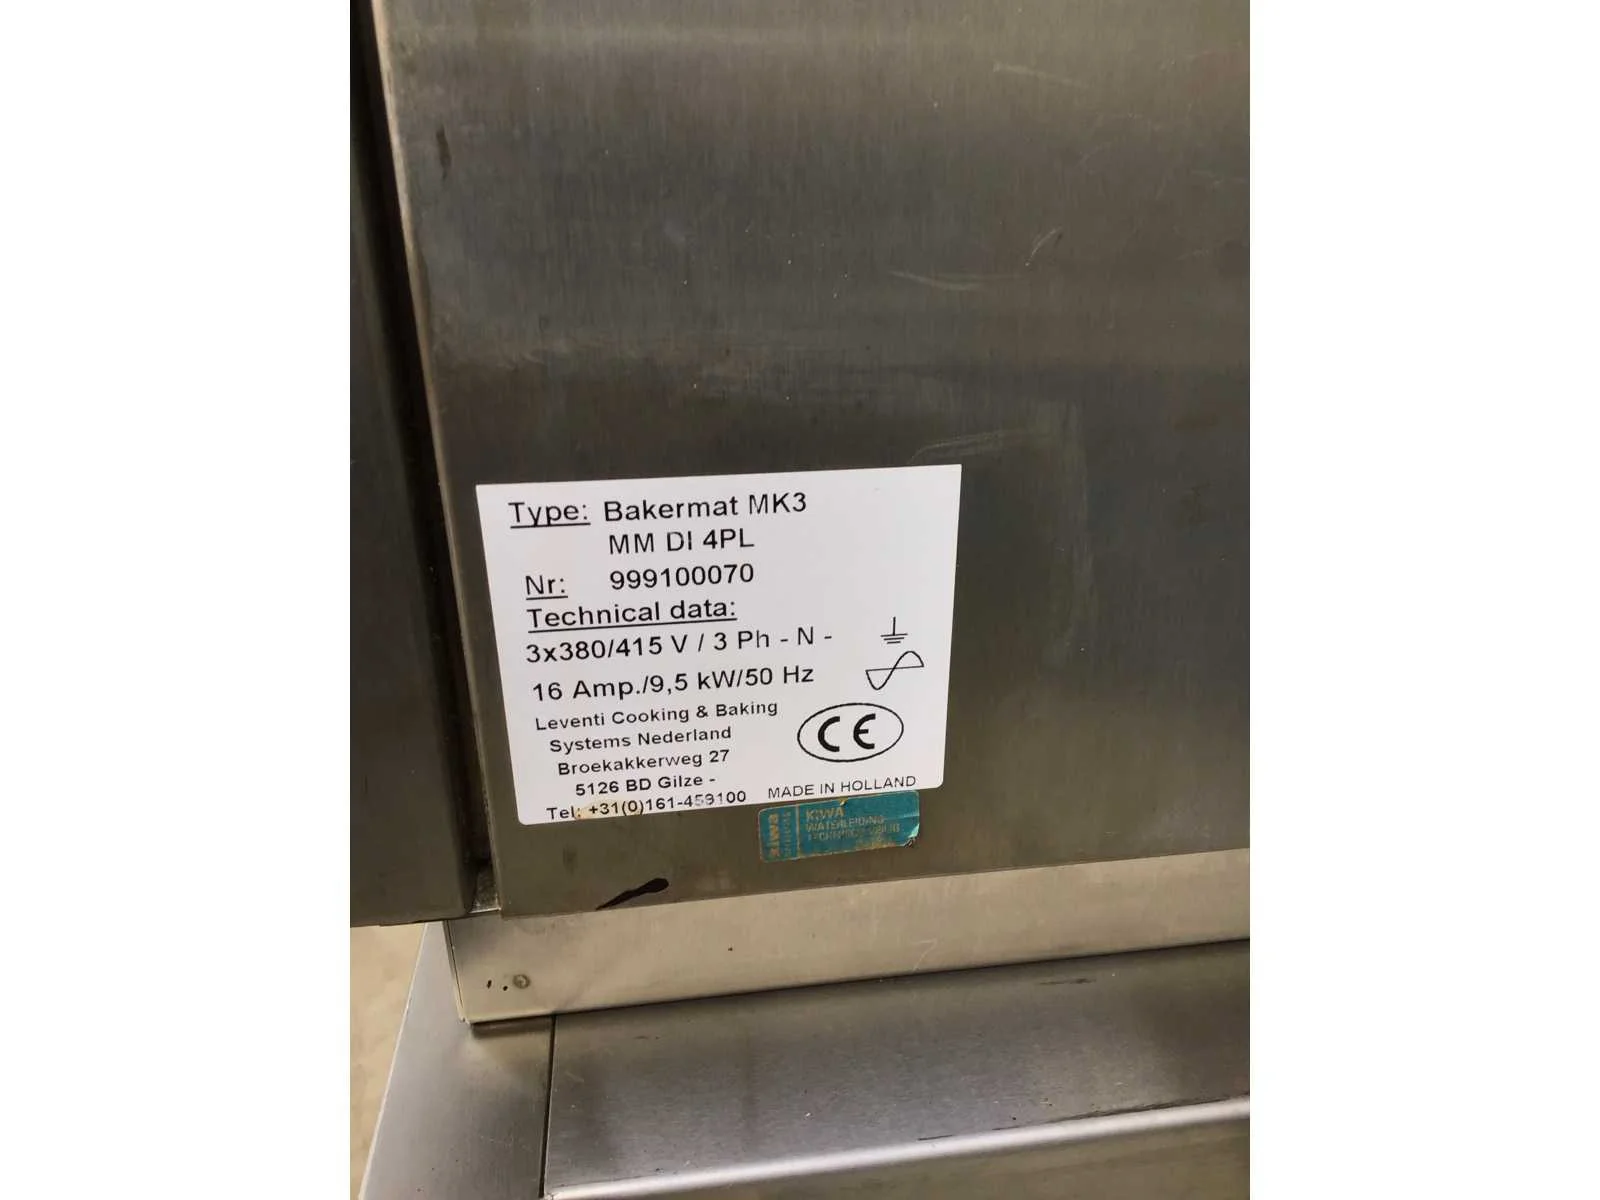 Type: Bakermat MK3
MM DI 4PL
Nr: 999100070
Technical data:
3x380/415 V / 3 Ph - N -
16 Amp./9,5 kW/50 Hz
Leventi Cooking & Baking
Systems Nederland
Broekakkerweg 27
5126 BD Gilze -
Tel: +31(0)161-459100
CE
MADE IN HOLLAND
kiwa
KIWA
WATERLEIDING